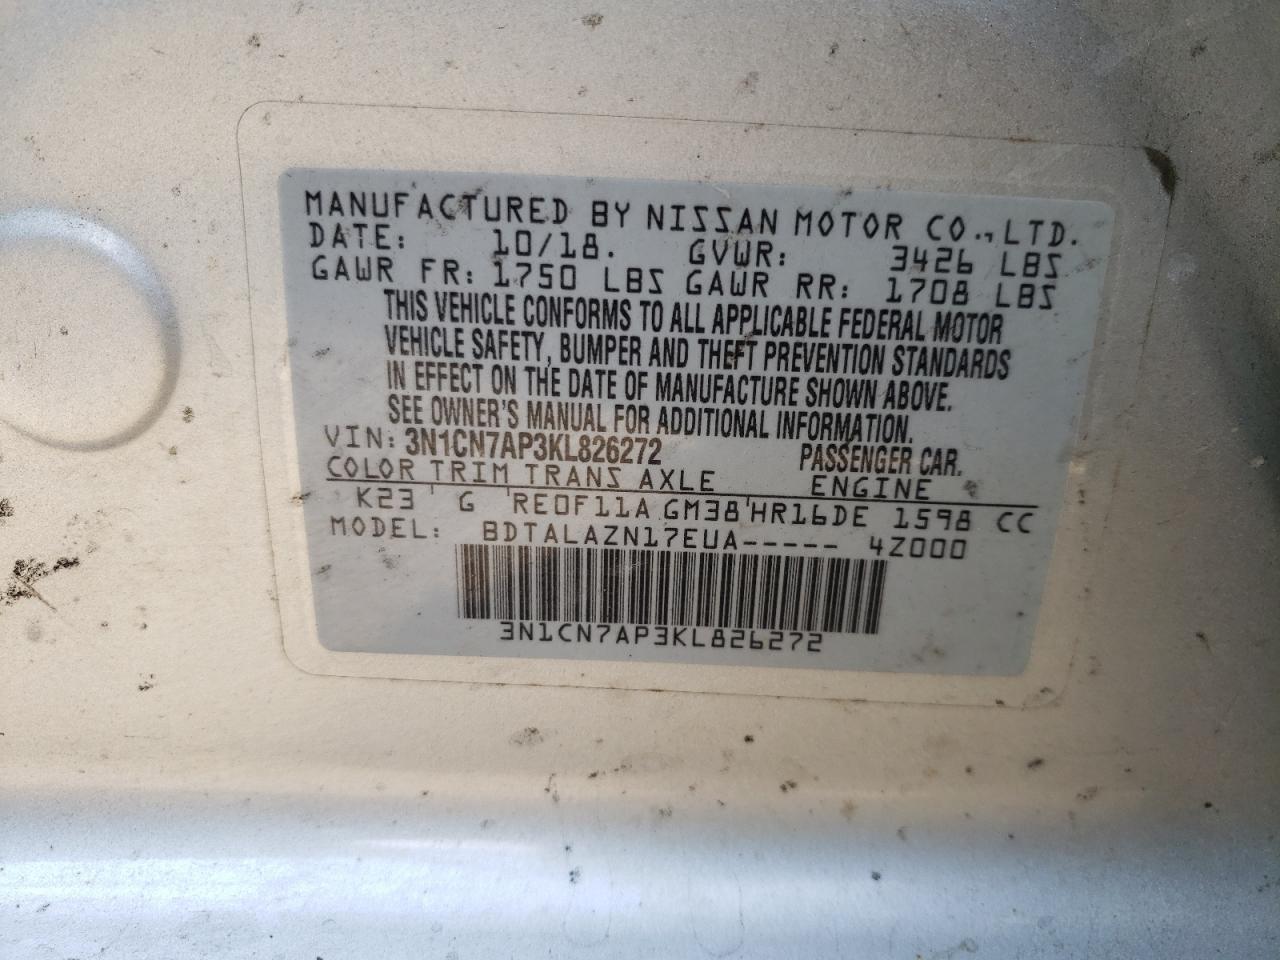 MANUFACTURED BY NISSAN MOTOR CO., LTD.
DATE: 10/18. GVWR: 3426 LBS
GAWR FR: 1750 LBS GAWR RR: 1708 LBS
THIS VEHICLE CONFORMS TO ALL APPLICABLE FEDERAL MOTOR
VEHICLE SAFETY, BUMPER AND THEFT PREVENTION STANDARDS
IN EFFECT ON THE DATE OF MANUFACTURE SHOWN ABOVE.
SEE OWNER'S MANUAL FOR ADDITIONAL INFORMATION.
VIN: 3N1CN7AP3KL826272 PASSENGER CAR.
COLOR TRIM TRANS AXLE ENGINE
K23 ' G ' RE0F11A GM38 ' HR16DE 1598 CC
MODEL: BDTALAZN17EUA----- 4Z000
3N1CN7AP3KL826272